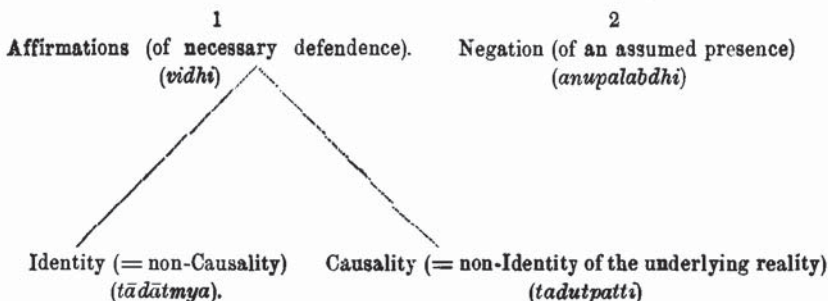 1 2
Affirmations (of necessary defendence). Negation (of an assumed presence)
(vidhi) (anupalabdhi)
Identity (= non-Causality) Causality (= non-Identity of the underlying reality)
(tādātmya). (tadutpatti)